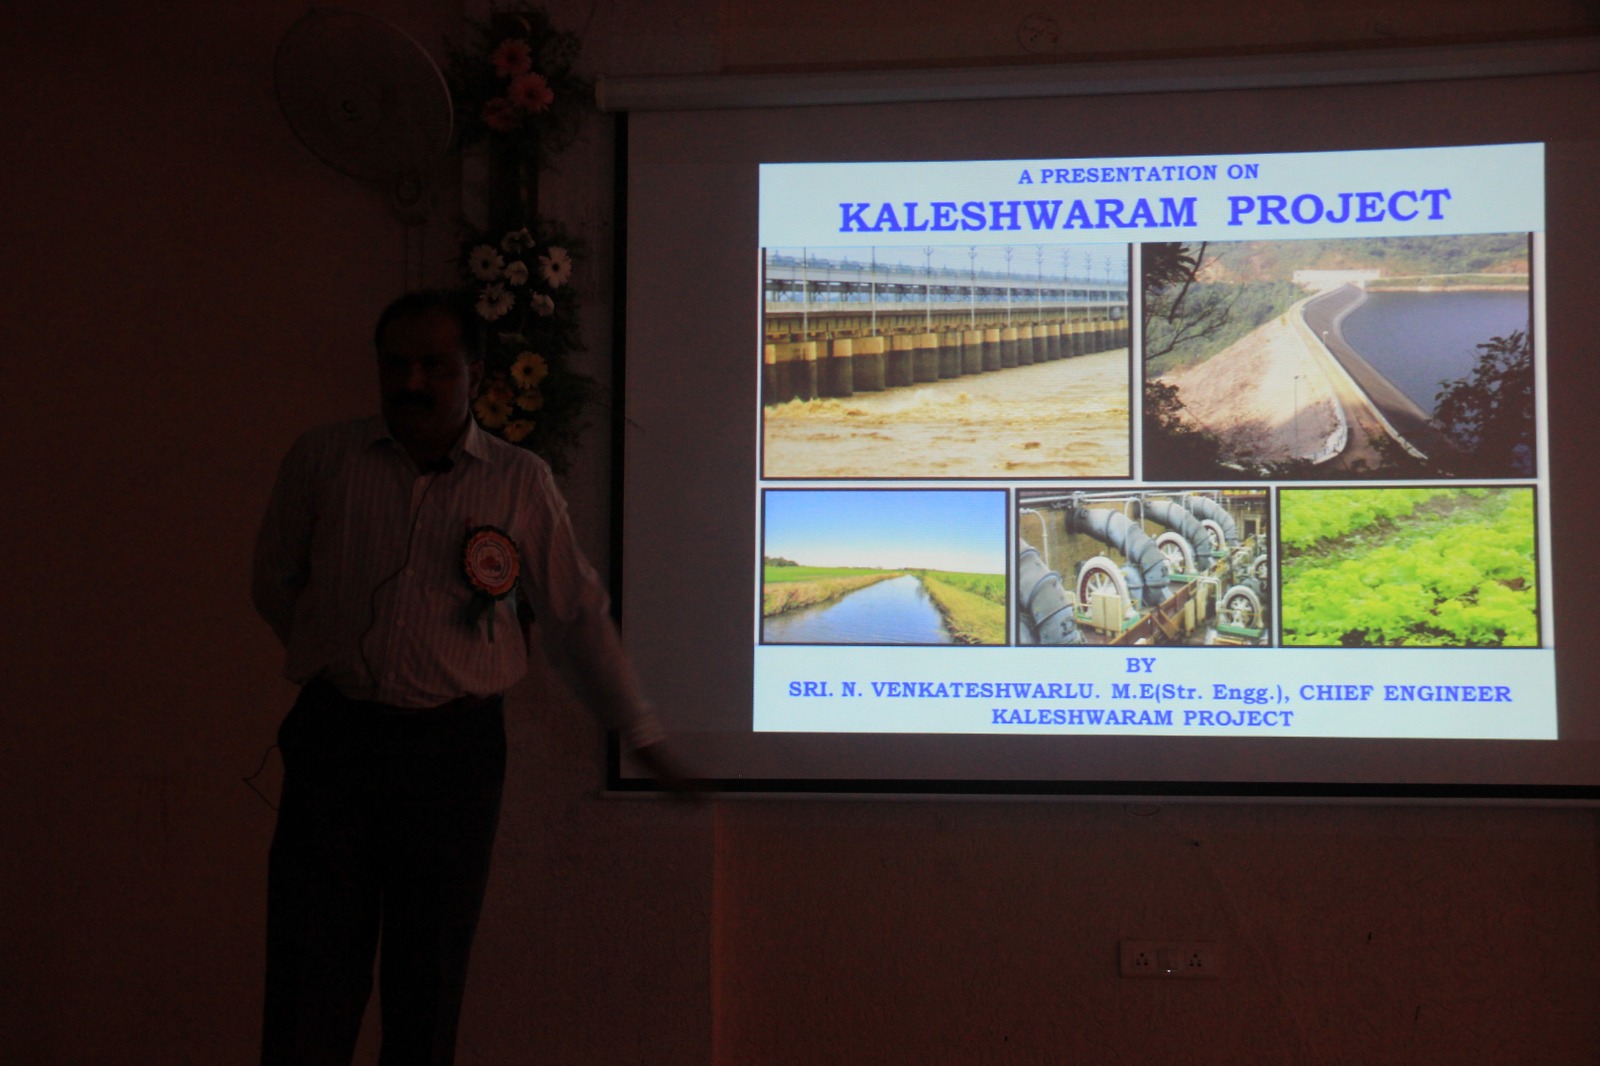 A PRESENTATION ON
KALESHWARAM PROJECT
BY
SRI. N. VENKATESHWARLU. M.E(Str. Engg.), CHIEF ENGINEER
KALESHWARAM PROJECT